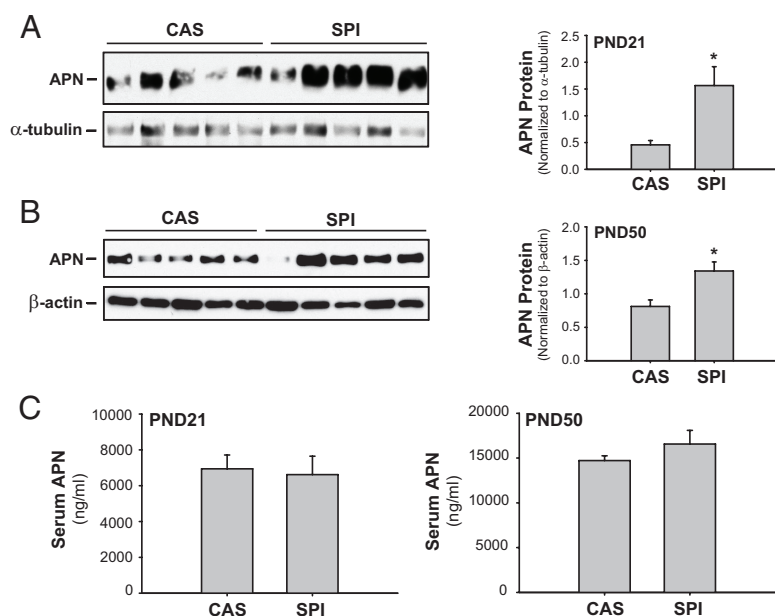 A
CAS SPI
APN
α-tubulin
PND21
APN Protein
(Normalized to α-tubulin)
2.5
2.0
1.5
1.0
0.5
0.0
*
CAS SPI
B
CAS SPI
APN
β-actin
PND50
APN Protein
(Normalized to β-actin)
2.0
1.5
1.0
0.5
0.0
*
CAS SPI
C
PND21
Serum APN
(ng/ml)
10000
8000
6000
4000
2000
0
CAS SPI
PND50
Serum APN
(ng/ml)
20000
15000
10000
5000
0
CAS SPI